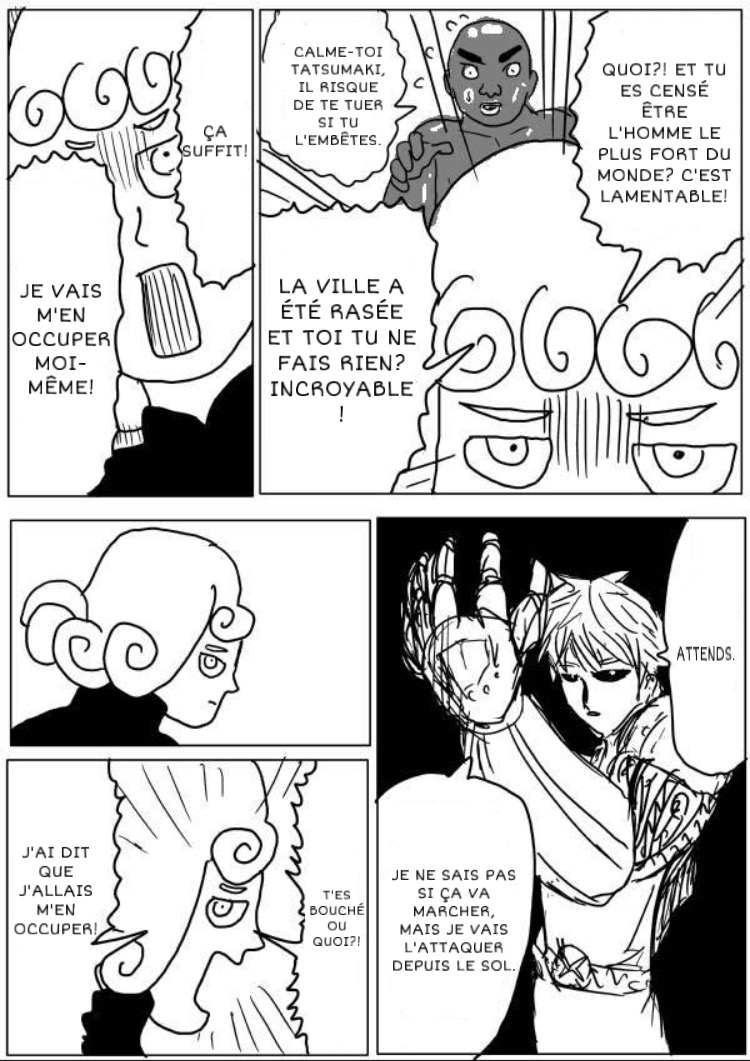 QUOI?! ET TU
ES CENSÉ
ÊTRE
L'HOMME LE
PLUS FORT DU
MONDE? C'EST
LAMENTABLE!
CALME-TOI
TATSUMAKI,
IL RISQUE
DE TE TUER
SI TU
L'EMBÊTES.
LA VILLE A
ÉTÉ RASÉE
ET TOI TU NE
FAIS RIEN?
INCROYABLE
!
ÇA
SUFFIT!
JE VAIS
M'EN
OCCUPER
MOI-
MÊME!
ATTENDS.
JE NE SAIS PAS
SI ÇA VA
MARCHER,
MAIS JE VAIS
L'ATTAQUER
DEPUIS LE SOL.
T'ES
BOUCHÉ
OU
QUOI?!
J'AI DIT
QUE
J'ALLAIS
M'EN
OCCUPER!